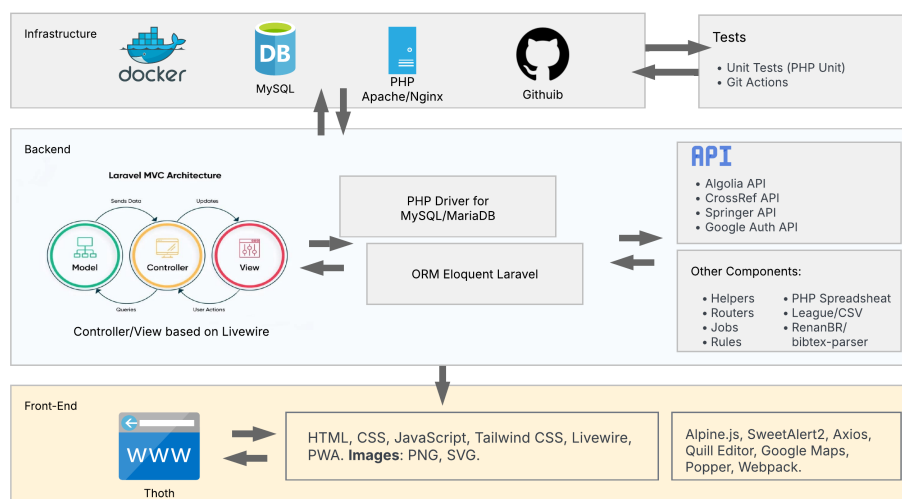 Infrastructure
docker
DB
MySQL
PHP
Apache/Nginx
Githuib
Tests
• Unit Tests (PHP Unit)
• Git Actions
Backend
Laravel MVC Architecture
Sends Data
Updates
Model
Controller
View
Queries
User Actions
Controller/View based on Livewire
PHP Driver for
MySQL/MariaDB
ORM Eloquent Laravel
API
• Algolia API
• CrossRef API
• Springer API
• Google Auth API
Other Components:
• Helpers
• Routers
• Jobs
• Rules
• PHP Spreadsheat
• League/CSV
• RenanBR/
bibtex-parser
Front-End
WWW
Thoth
HTML, CSS, JavaScript, Tailwind CSS, Livewire,
PWA. Images: PNG, SVG.
Alpine.js, SweetAlert2, Axios,
Quill Editor, Google Maps,
Popper, Webpack.